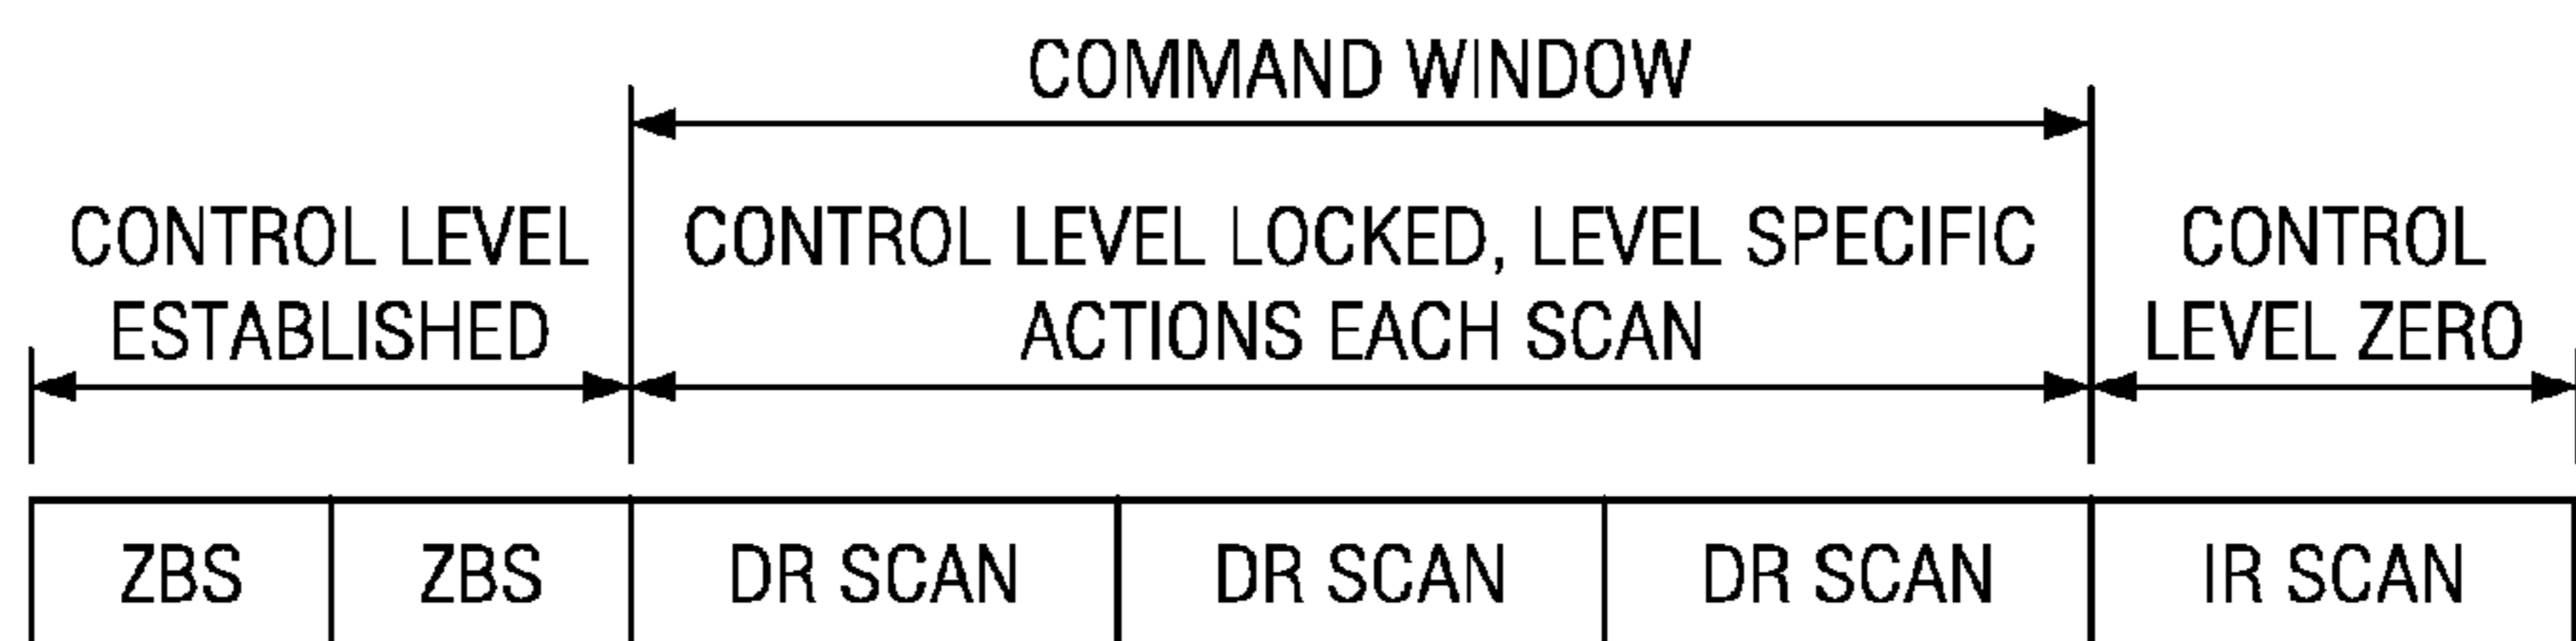 COMMAND WINDOW
CONTROL LEVEL
ESTABLISHED
CONTROL LEVEL LOCKED, LEVEL SPECIFIC
ACTIONS EACH SCAN
CONTROL
LEVEL ZERO
ZBS
ZBS
DR SCAN
DR SCAN
DR SCAN
IR SCAN